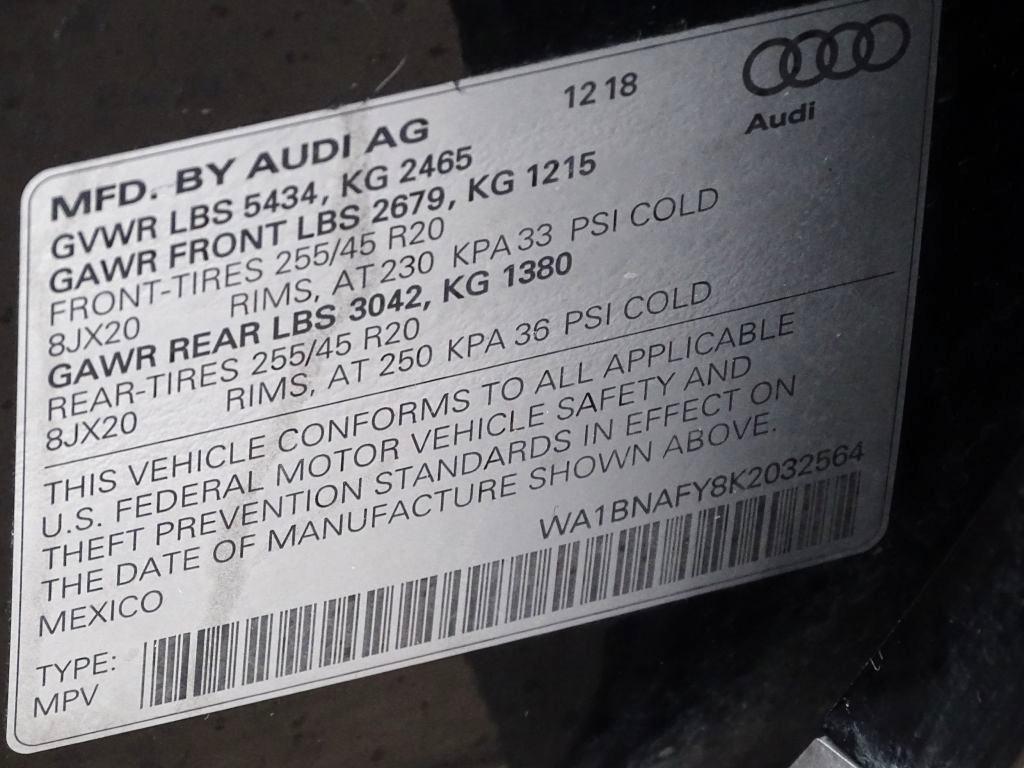 12 18
Audi
MFD. BY AUDI AG
GVWR LBS 5434, KG 2465
GAWR FRONT LBS 2679, KG 1215
FRONT-TIRES 255/45 R20
8JX20 RIMS, AT 230 KPA 33 PSI COLD
GAWR REAR LBS 3042, KG 1380
REAR-TIRES 255/45 R20
8JX20 RIMS, AT 250 KPA 36 PSI COLD
THIS VEHICLE CONFORMS TO ALL APPLICABLE
U.S. FEDERAL MOTOR VEHICLE SAFETY AND
THEFT PREVENTION STANDARDS IN EFFECT ON
THE DATE OF MANUFACTURE SHOWN ABOVE.
MEXICO WA1BNAFY8K2032564
TYPE:
MPV